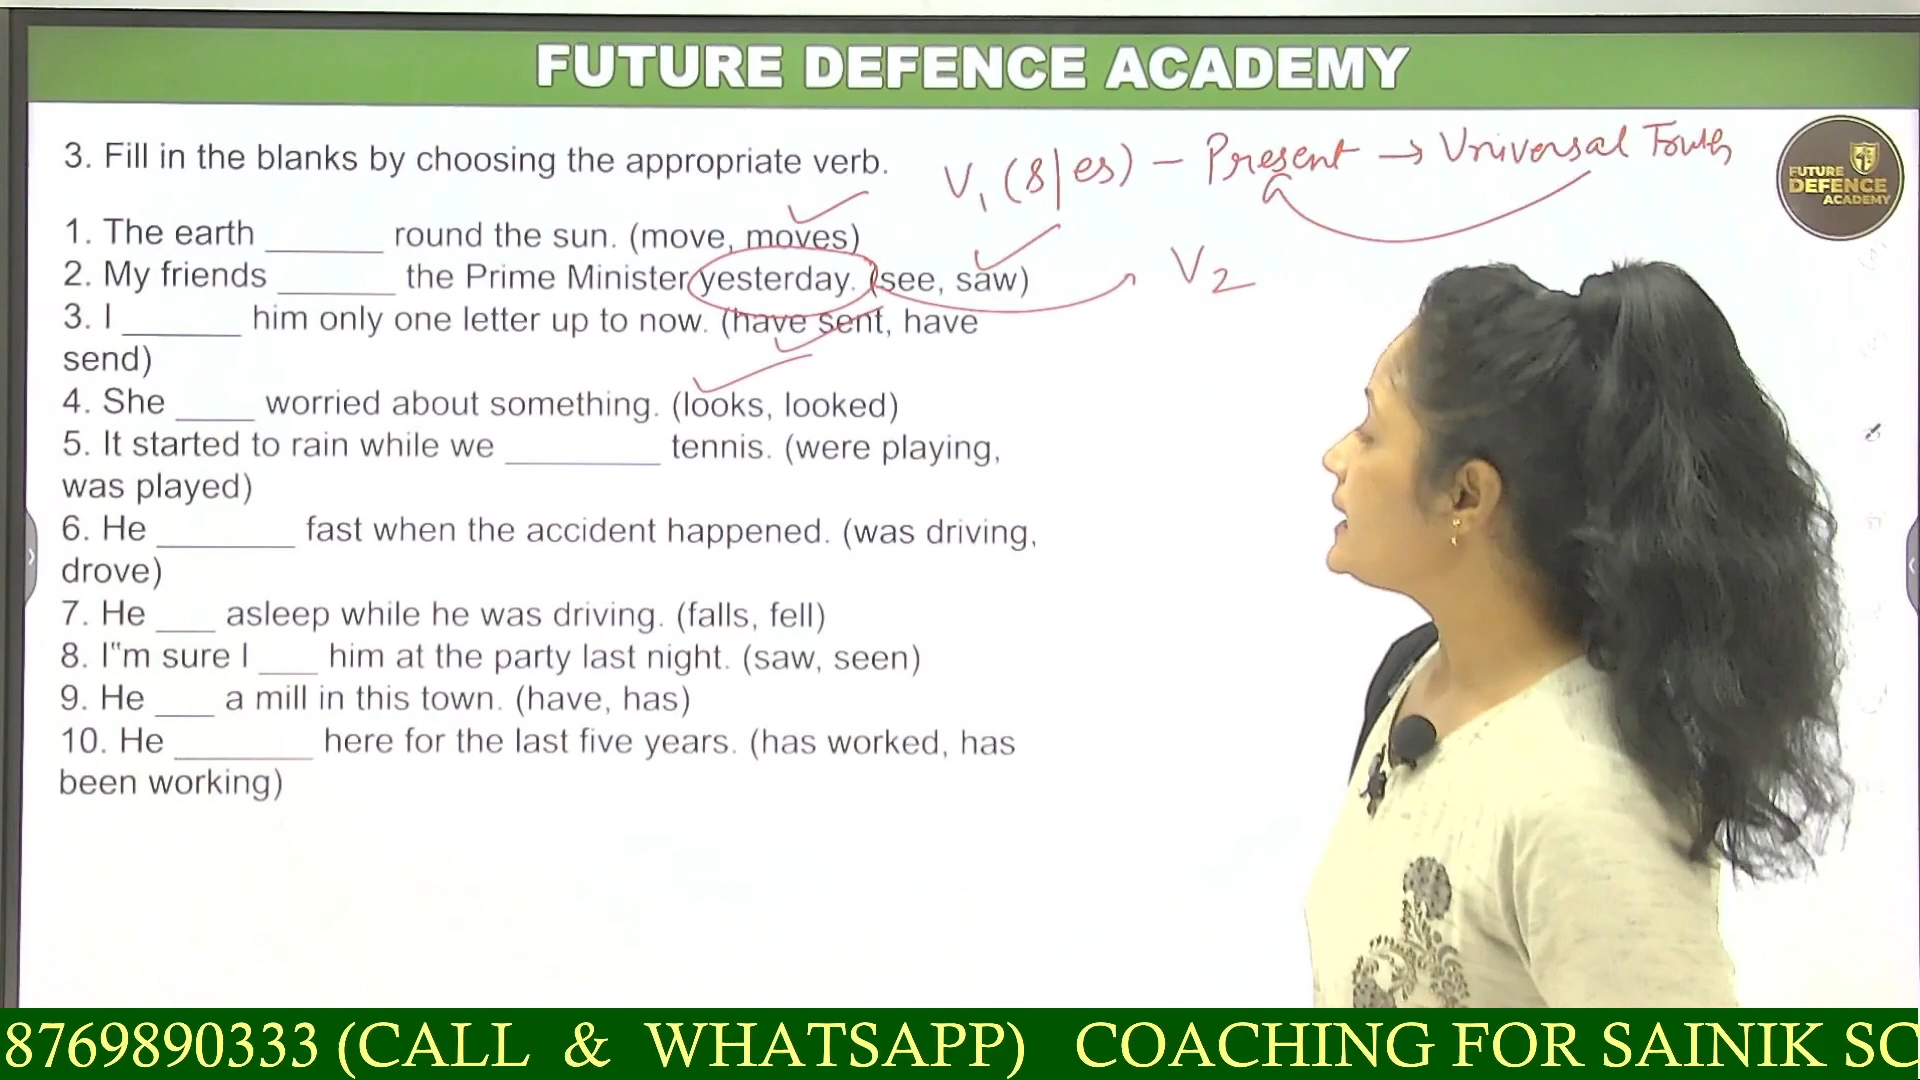 FUTURE DEFENCE ACADEMY
3. Fill in the blanks by choosing the appropriate verb.
V1 (s/es) - Present → Universal Truth
FUTURE
DEFENCE
ACADEMY
1. The earth _______ round the sun. (move, moves)
2. My friends _______ the Prime Minister yesterday. (see, saw)
V2
3. I _______ him only one letter up to now. (have sent, have
send)
4. She _____ worried about something. (looks, looked)
5. It started to rain while we _________ tennis. (were playing,
was played)
6. He ________ fast when the accident happened. (was driving,
drove)
7. He ____ asleep while he was driving. (falls, fell)
8. I"m sure I ____ him at the party last night. (saw, seen)
9. He ____ a mill in this town. (have, has)
10. He ________ here for the last five years. (has worked, has
been working)
8769890333 (CALL & WHATSAPP) COACHING FOR SAINIK SC